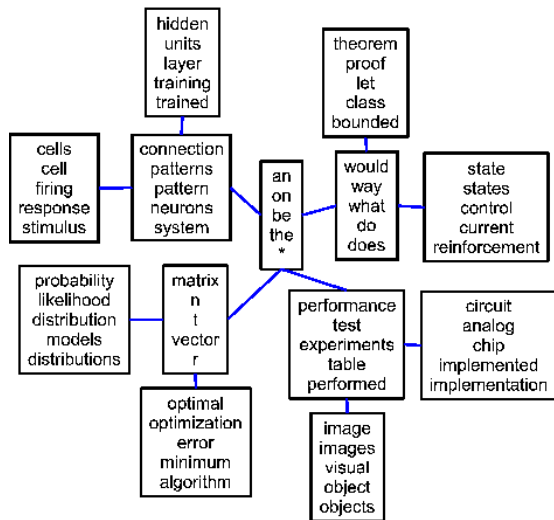 hidden
units
layer
training
trained
theorem
proof
let
class
bounded
cells
cell
firing
response
stimulus
connection
patterns
pattern
neurons
system
an
on
be
the
*
would
way
what
do
does
state
states
control
current
reinforcement
probability
likelihood
distribution
models
distributions
matrix
n
t
vector
r
performance
test
experiments
table
performed
circuit
analog
chip
implemented
implementation
optimal
optimization
error
minimum
algorithm
image
images
visual
object
objects